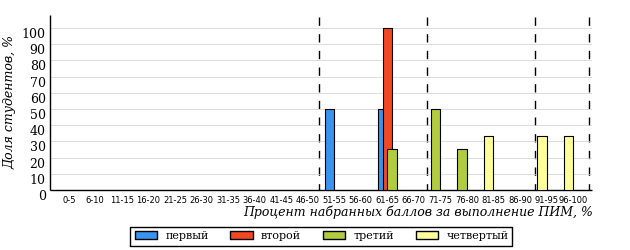 Доля студентов, %
100
90
80
70
60
50
40
30
20
10
0
0-5 6-10 11-15 16-20 21-25 26-30 31-35 36-40 41-45 46-50 51-55 56-60 61-65 66-70 71-75 76-80 81-85 86-90 91-95 96-100
Процент набранных баллов за выполнение ПИМ, %
первый второй третий четвертый